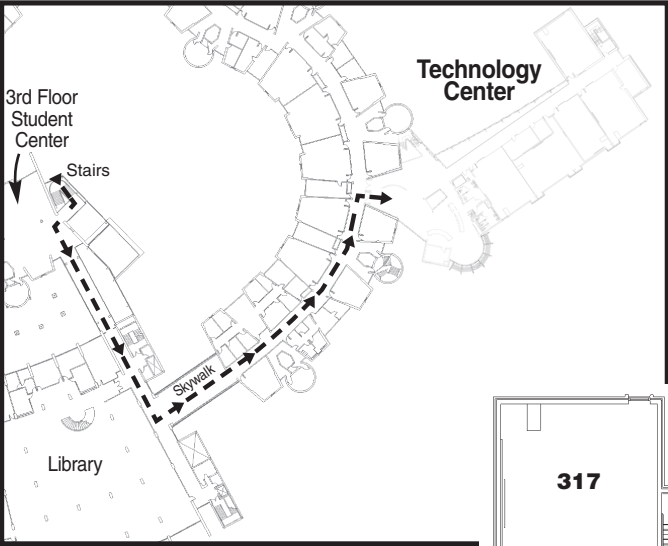 Technology
Center
3rd Floor
Student
Center
Stairs
Skywalk
Library
317